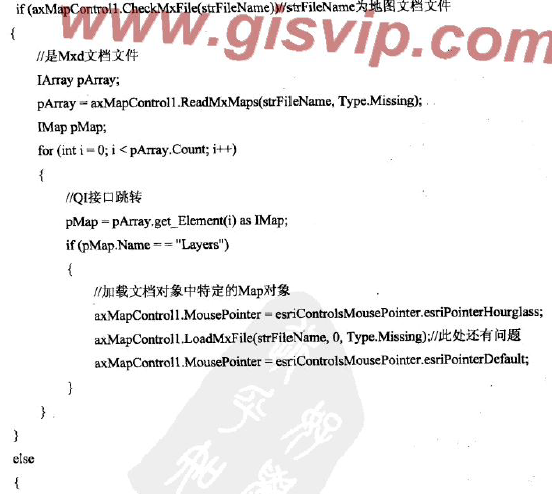 if (axMapControl1.CheckMxFile(strFileName))//strFileName为地图文档文件
www.gisvip.com
{
//是Mxd文档文件
IArray pArray;
pArray = axMapControl1.ReadMxMaps(strFileName, Type.Missing);
IMap pMap;
for (int i = 0; i < pArray.Count; i++)
{
//QI接口跳转
pMap = pArray.get_Element(i) as IMap;
if (pMap.Name = = "Layers")
{
//加载文档对象中特定的Map对象
axMapControl1.MousePointer = esriControlsMousePointer.esriPointerHourglass;
axMapControl1.LoadMxFile(strFileName, 0, Type.Missing);//此处还有问题
axMapControl1.MousePointer = esriControlsMousePointer.esriPointerDefault;
}
}
}
else
{